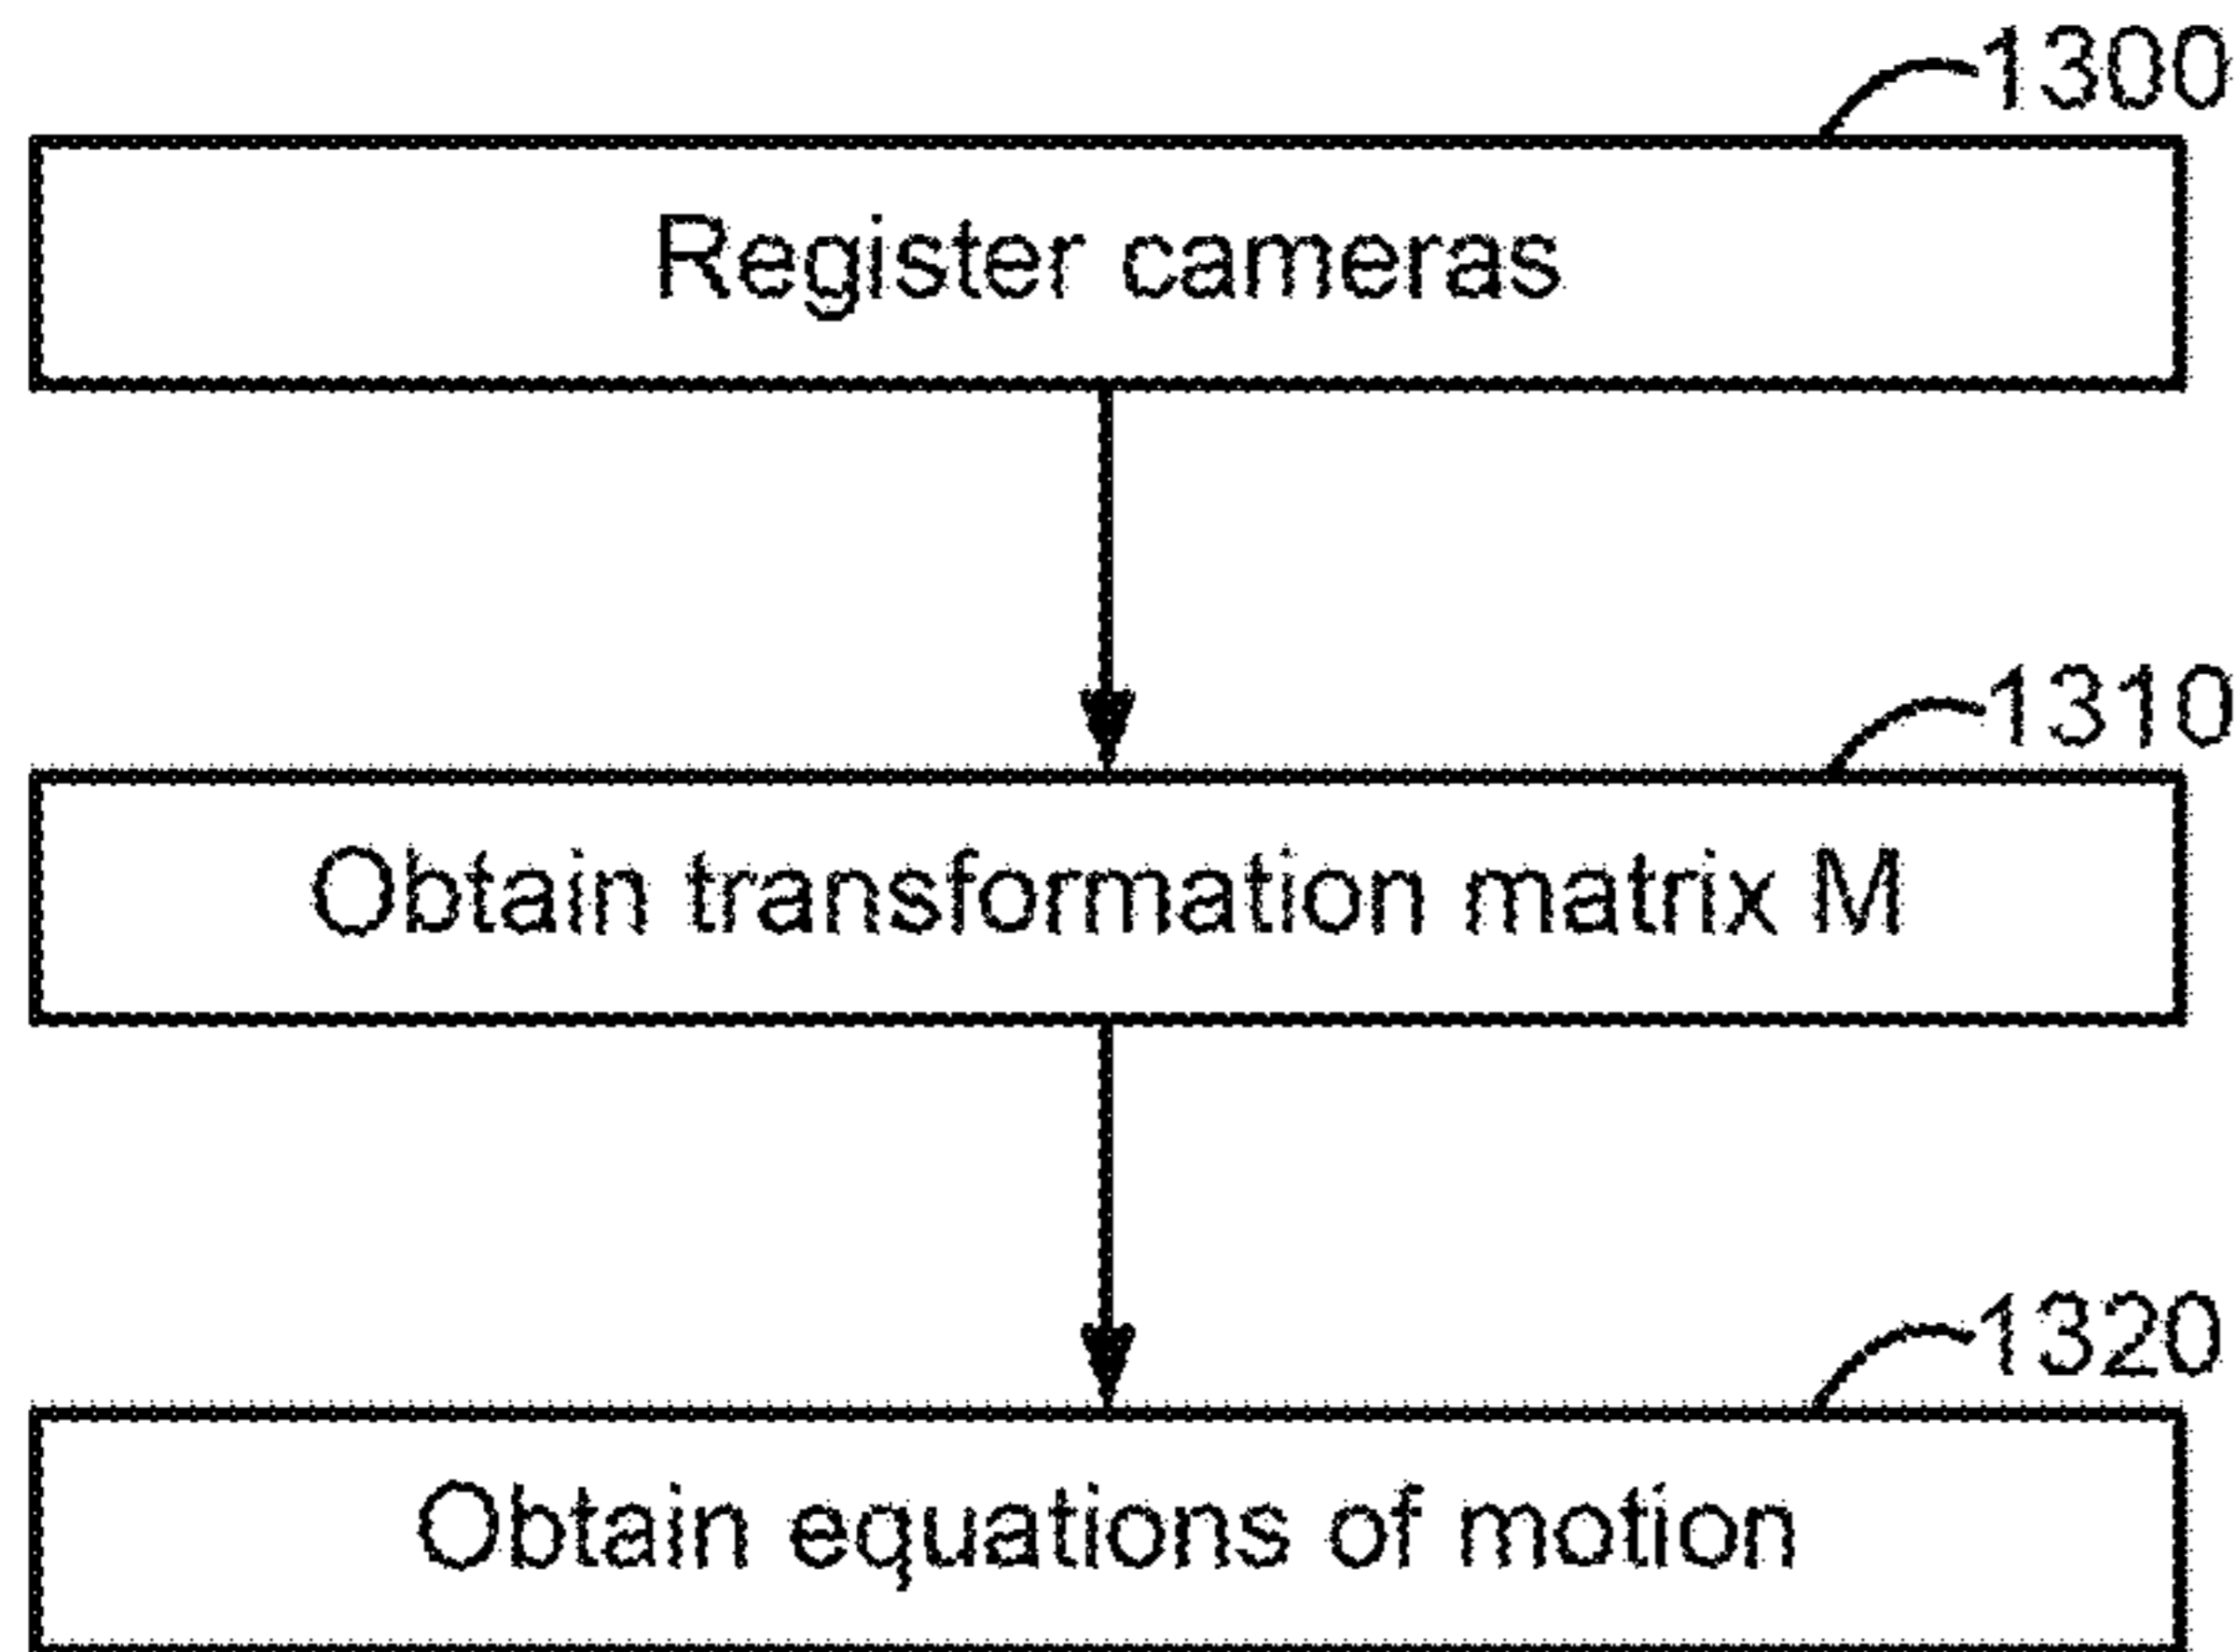 1300
Register cameras
1310
Obtain transformation matrix M
1320
Obtain equations of motion